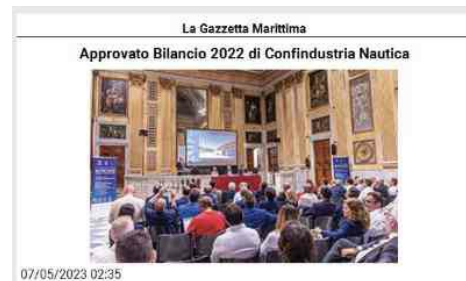 La Gazzetta Marittima
Approvato Bilancio 2022 di Confindustria Nautica
07/05/2023 02:35